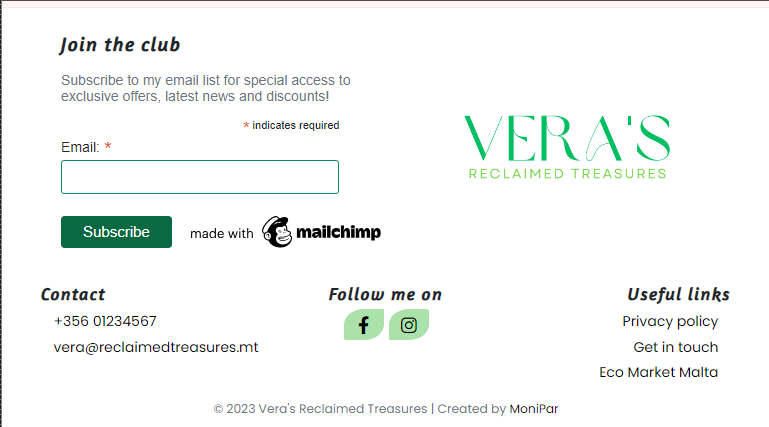 Join the club
Subscribe to my email list for special access to
exclusive offers, latest news and discounts!
* indicates required
Email: *
Subscribe
made with mailchimp
VERA'S
RECLAIMED TREASURES
Contact
+356 01234567
vera@reclaimedtreasures.mt
Follow me on
Useful links
Privacy policy
Get in touch
Eco Market Malta
© 2023 Vera's Reclaimed Treasures | Created by MoniPar